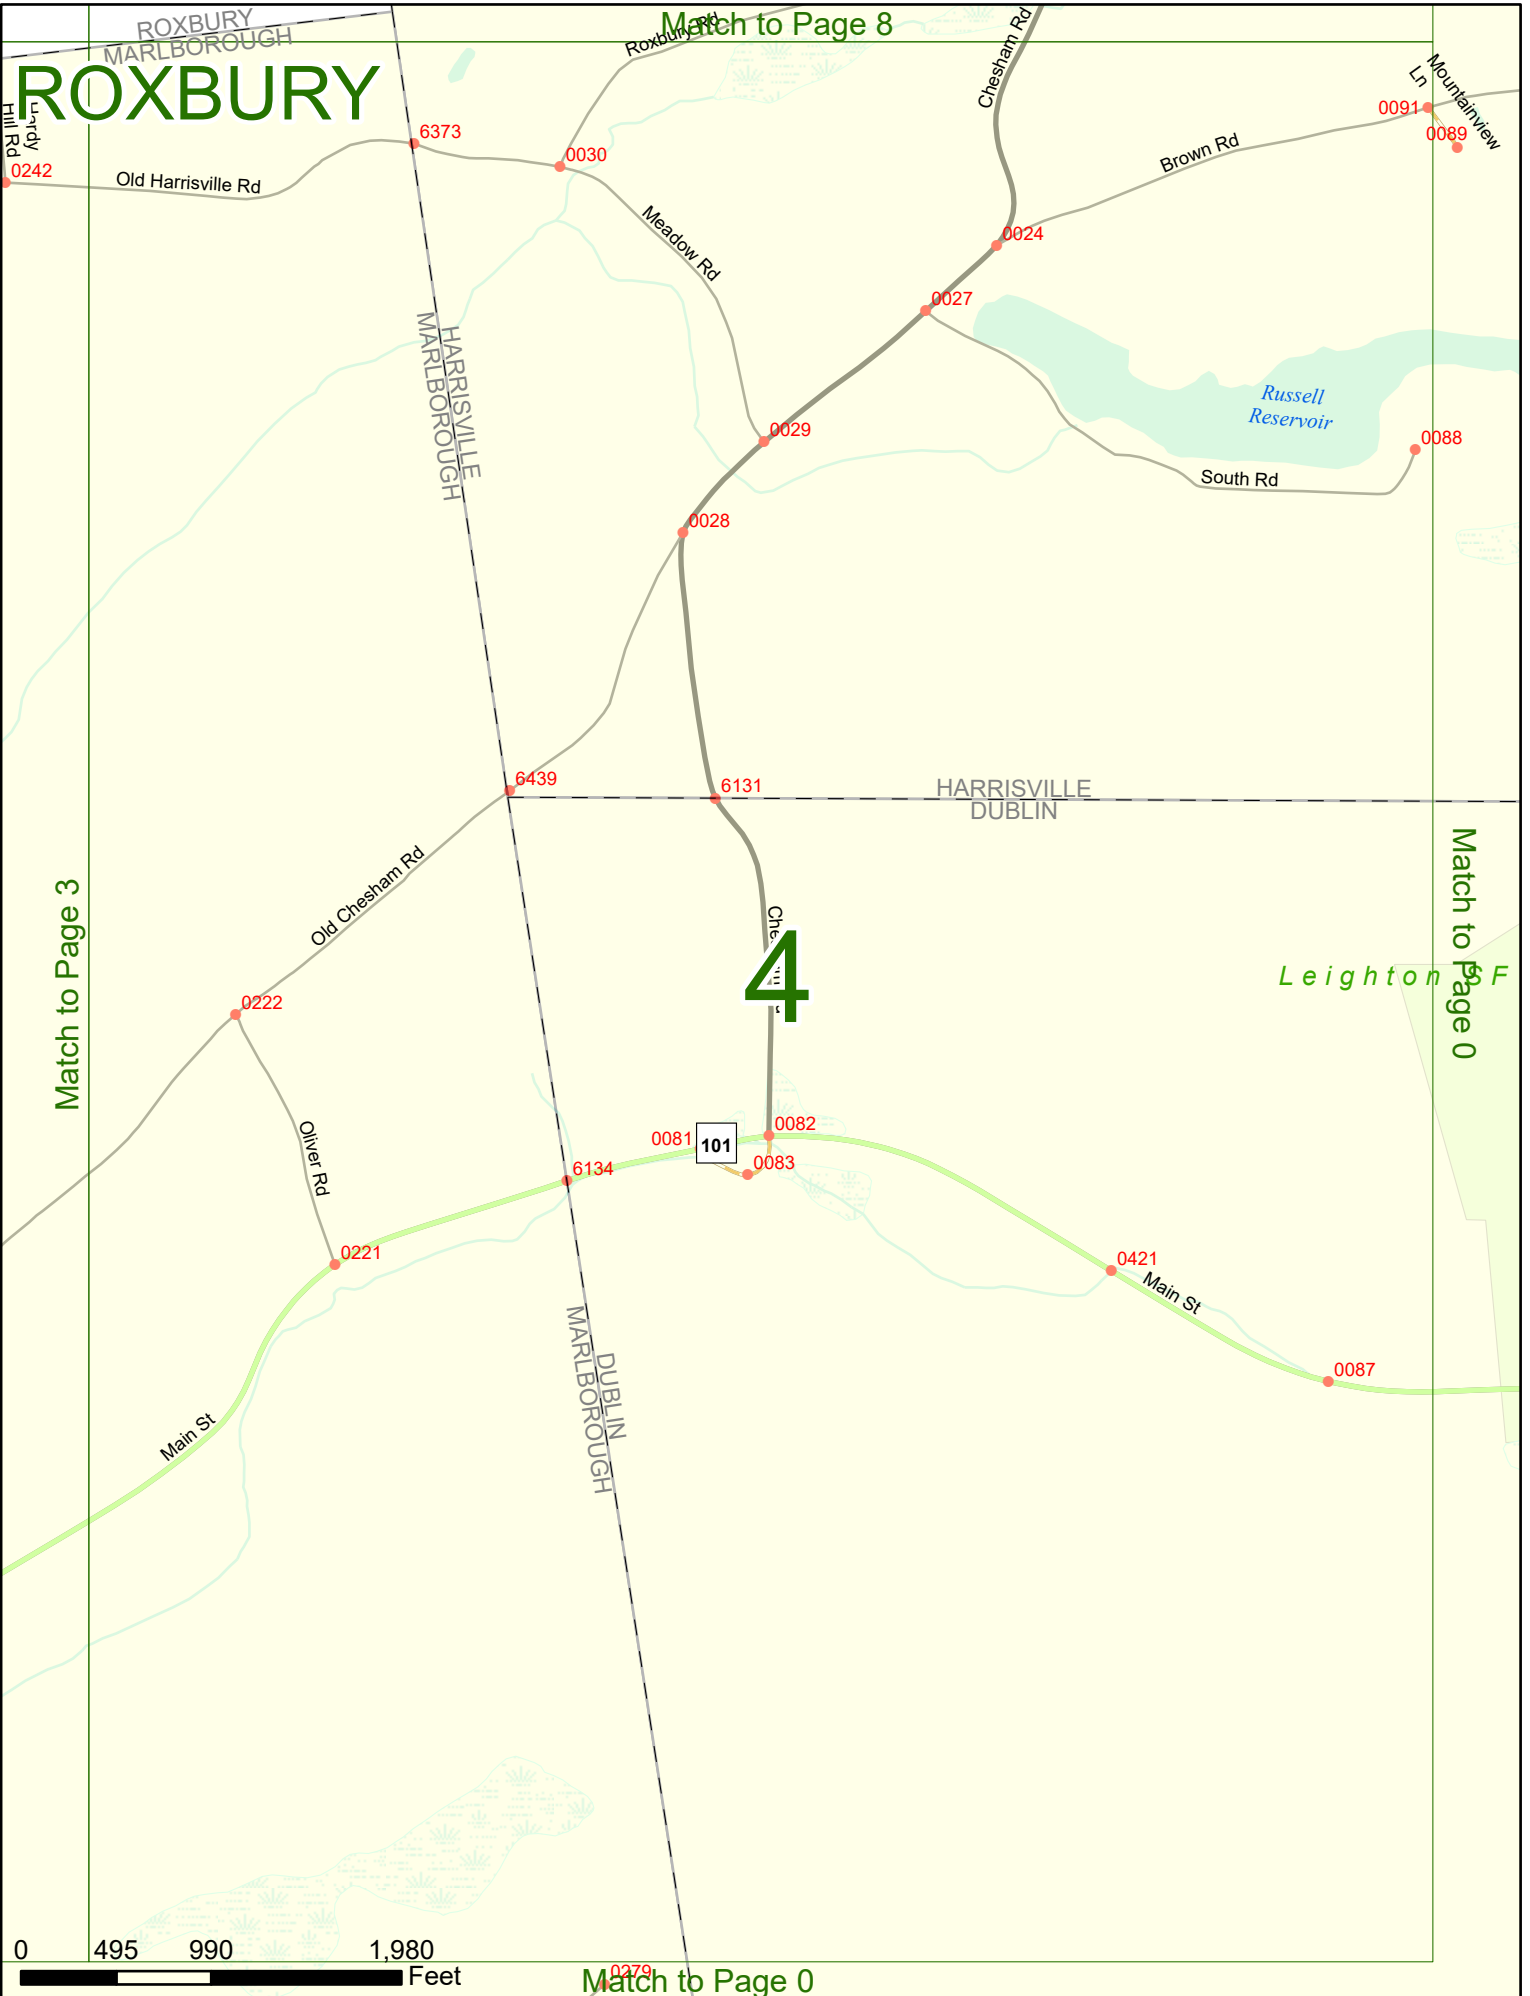 ROXBURY
MARLBOROUGH
ROXBURY
Match to Page 8
Roxbury Rd
Chesham Rd
Mountainview
Ln
0091
0089
Hardy
Hill Rd
0242
Old Harrisville Rd
6373
0030
Brown Rd
Meadow Rd
0024
0027
HARRISVILLE
MARLBOROUGH
Russell
Reservoir
0029
0088
South Rd
0028
6439
6131
HARRISVILLE
DUBLIN
Old Chesham Rd
Match to Page 3
4
Match to Page 0
Leighton SF
0222
Oliver Rd
0081
101
0082
0083
6134
0221
0421
Main St
0087
DUBLIN
MARLBOROUGH
Main St
0 495 990 1,980
Feet
0279
Match to Page 0